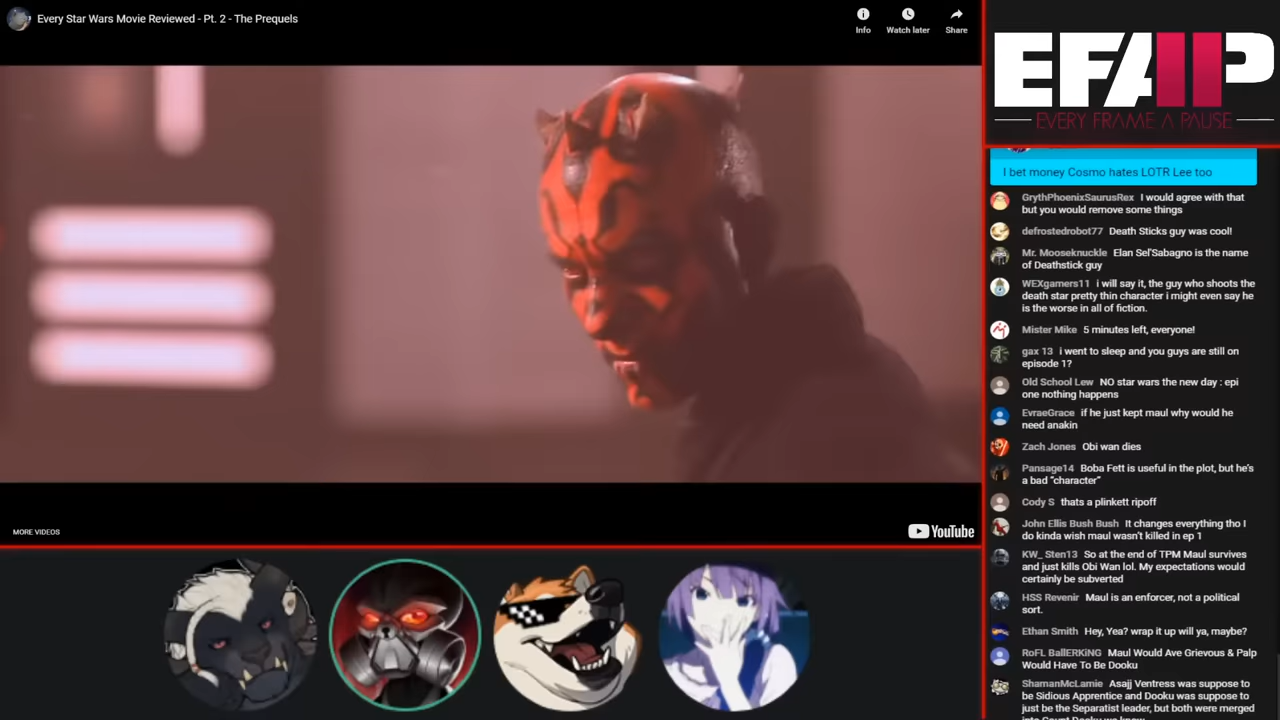 Every Star Wars Movie Reviewed - Pt. 2 - The Prequels
Info
Watch later
Share
MORE VIDEOS
YouTube
EFAP
EVERY FRAME A PAUSE
I bet money Cosmo hates LOTR Lee too
GrythPhoenixSaurusRex I would agree with that
but you would remove some things
defrostedrobot77 Death Sticks guy was cool!
Mr. Mooseknuckle Elan Sel'Sabagno is the name
of Deathstick guy
WEXgamers11 i will say it, the guy who shoots the
death star pretty thin character i might even say he
is the worse in all of fiction.
Mister Mike 5 minutes left, everyone!
gax 13 i went to sleep and you guys are still on
episode 1?
Old School Lew NO star wars the new day : epi
one nothing happens
EvraeGrace if he just kept maul why would he
need anakin
Zach Jones Obi wan dies
Pansage14 Boba Fett is useful in the plot, but he's
a bad "character"
Cody S thats a plinkett ripoff
John Ellis Bush Bush It changes everything tho I
do kinda wish maul wasn't killed in ep 1
KW_ Sten13 So at the end of TPM Maul survives
and just kills Obi Wan lol. My expectations would
certainly be subverted
HSS Revenir Maul is an enforcer, not a political
sort.
Ethan Smith Hey, Yea? wrap it up will ya, maybe?
RoFL BallERKiNG Maul Would Ave Grievous & Palp
Would Have To Be Dooku
ShamanMcLamie Asajj Ventress was suppose to
be Sidious Apprentice and Dooku was suppose to
just be the Separatist leader, but both were merged
into Count Dooku we know